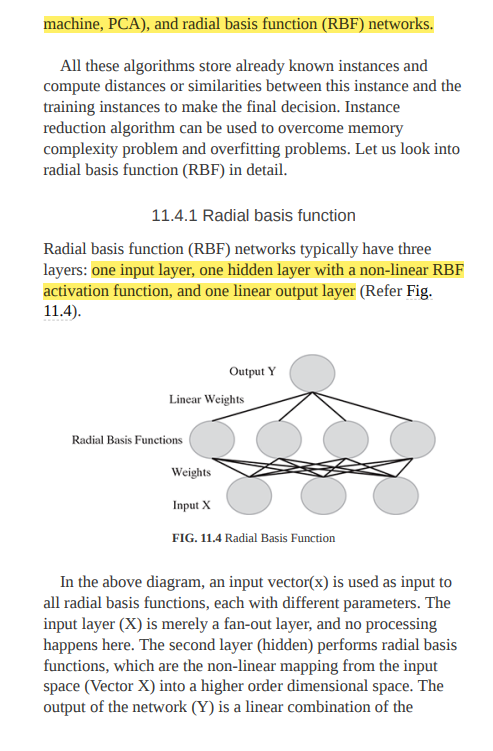 machine, PCA), and radial basis function (RBF) networks.
All these algorithms store already known instances and
compute distances or similarities between this instance and the
training instances to make the final decision. Instance
reduction algorithm can be used to overcome memory
complexity problem and overfitting problems. Let us look into
radial basis function (RBF) in detail.
11.4.1 Radial basis function
Radial basis function (RBF) networks typically have three
layers: one input layer, one hidden layer with a non-linear RBF
activation function, and one linear output layer (Refer Fig.
11.4).
Output Y
Linear Weights
Radial Basis Functions
Weights
Input X
FIG. 11.4 Radial Basis Function
In the above diagram, an input vector(x) is used as input to
all radial basis functions, each with different parameters. The
input layer (X) is merely a fan-out layer, and no processing
happens here. The second layer (hidden) performs radial basis
functions, which are the non-linear mapping from the input
space (Vector X) into a higher order dimensional space. The
output of the network (Y) is a linear combination of the